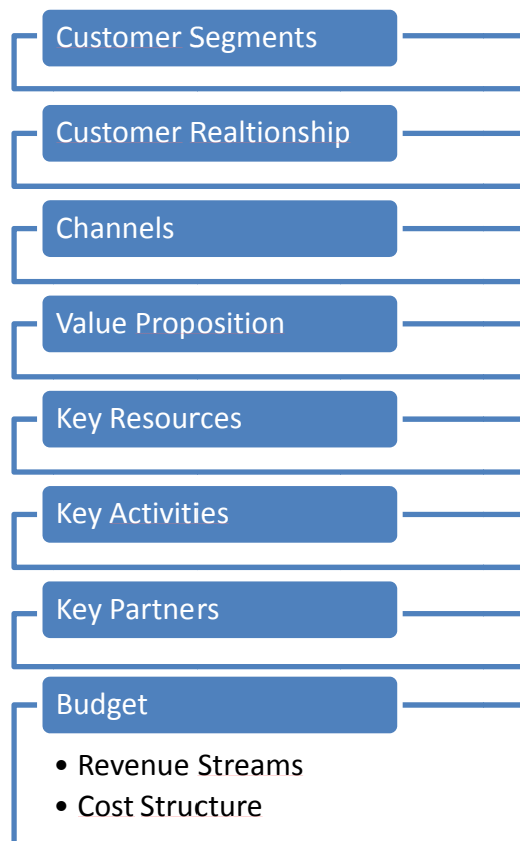 Customer Segments
Customer Realtionship
Channels
Value Proposition
Key Resources
Key Activities
Key Partners
Budget
• Revenue Streams
• Cost Structure